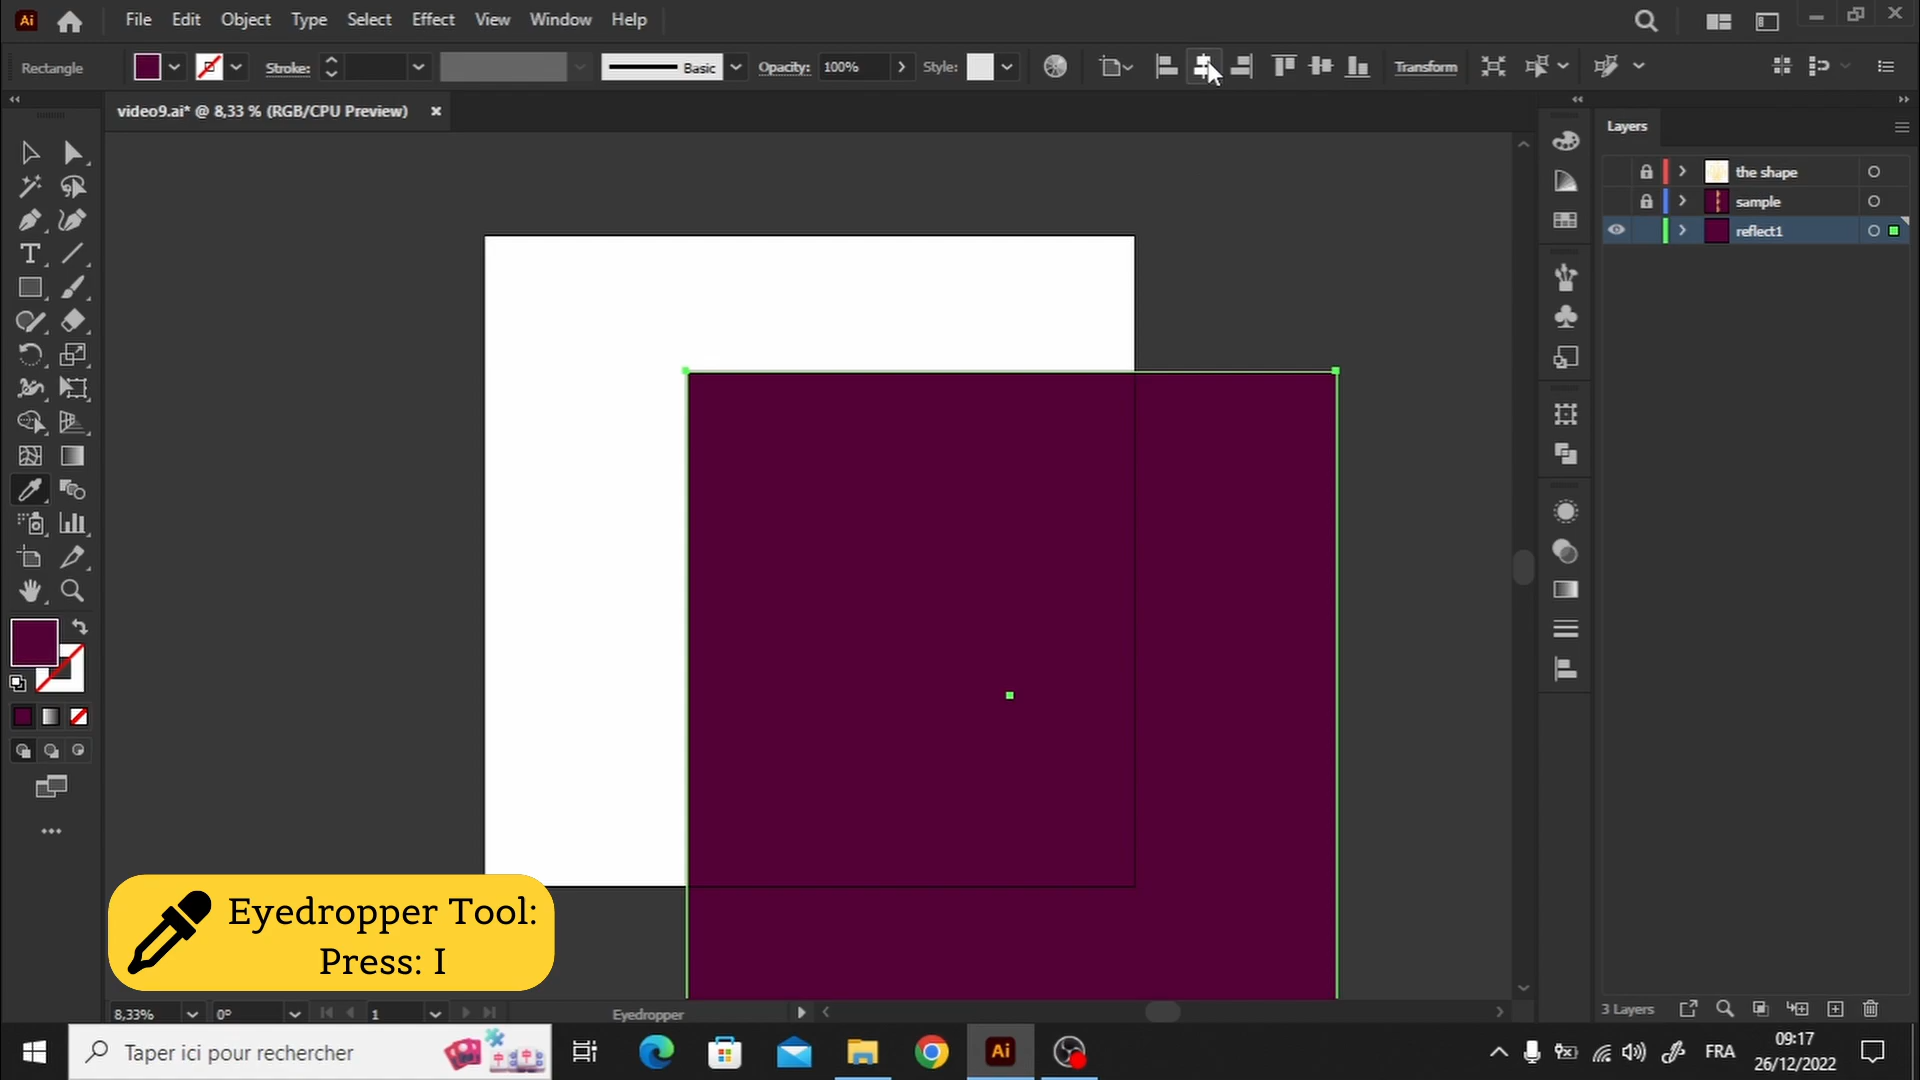 Ai File Edit Object Type Select Effect View Window Help
Rectangle Stroke: Basic Opacity: 100% Style: Transform
video9.ai* @ 8,33 % (RGB/CPU Preview)
Layers
the shape
sample
reflect1
Eyedropper Tool:
Press: I
8,33% 0° 1 Eyedropper
3 Layers
Taper ici pour rechercher
Ai
FRA
09:17
26/12/2022